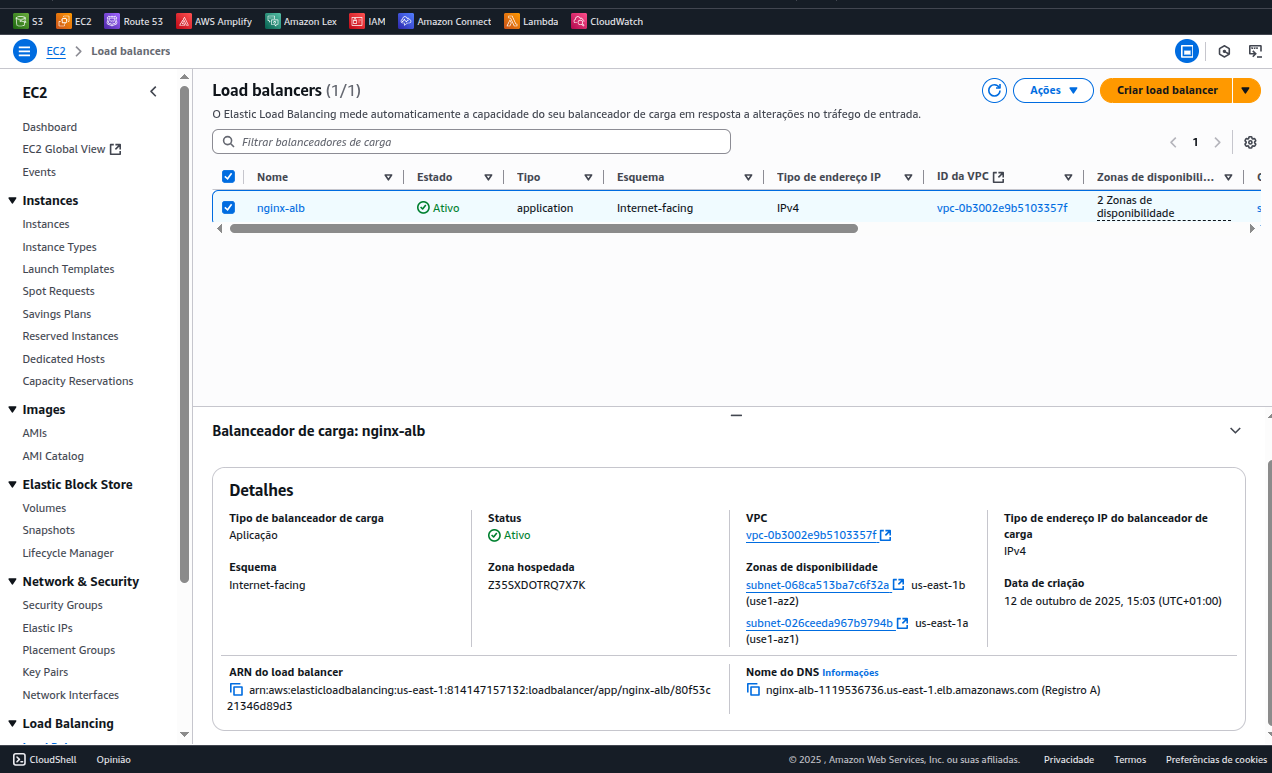 S3 EC2 Route 53 AWS Amplify Amazon Lex IAM Amazon Connect Lambda CloudWatch
EC2 Load balancers
EC2
Dashboard
EC2 Global View
Events
Instances
Instances
Instance Types
Launch Templates
Spot Requests
Savings Plans
Reserved Instances
Dedicated Hosts
Capacity Reservations
Images
AMIs
AMI Catalog
Elastic Block Store
Volumes
Snapshots
Lifecycle Manager
Network & Security
Security Groups
Elastic IPs
Placement Groups
Key Pairs
Network Interfaces
Load Balancing
Load balancers (1/1)
Ações
Criar load balancer
O Elastic Load Balancing mede automaticamente a capacidade do seu balanceador de carga em resposta a alterações no tráfego de entrada.
Filtrar balanceadores de carga
1
Nome Estado Tipo Esquema Tipo de endereço IP ID da VPC Zonas de disponibili...
nginx-alb Ativo application Internet-facing IPv4 vpc-0b3002e9b5103357f 2 Zonas de
disponibilidade
Balanceador de carga: nginx-alb
Detalhes
Tipo de balanceador de carga
Aplicação
Esquema
Internet-facing
Status
Ativo
Zona hospedada
Z35SXDOTRQ7X7K
VPC
vpc-0b3002e9b5103357f
Zonas de disponibilidade
subnet-068ca513ba7c6f32a us-east-1b
(use1-az2)
subnet-026ceeda967b9794b us-east-1a
(use1-az1)
Tipo de endereço IP do balanceador de
carga
IPv4
Data de criação
12 de outubro de 2025, 15:03 (UTC+01:00)
ARN do load balancer
arn:aws:elasticloadbalancing:us-east-1:814147157132:loadbalancer/app/nginx-alb/80f53c
21346d89d3
Nome do DNS Informações
nginx-alb-1119536736.us-east-1.elb.amazonaws.com (Registro A)
CloudShell Opinião © 2025 , Amazon Web Services, Inc. ou suas afiliadas. Privacidade Termos Preferências de cookies